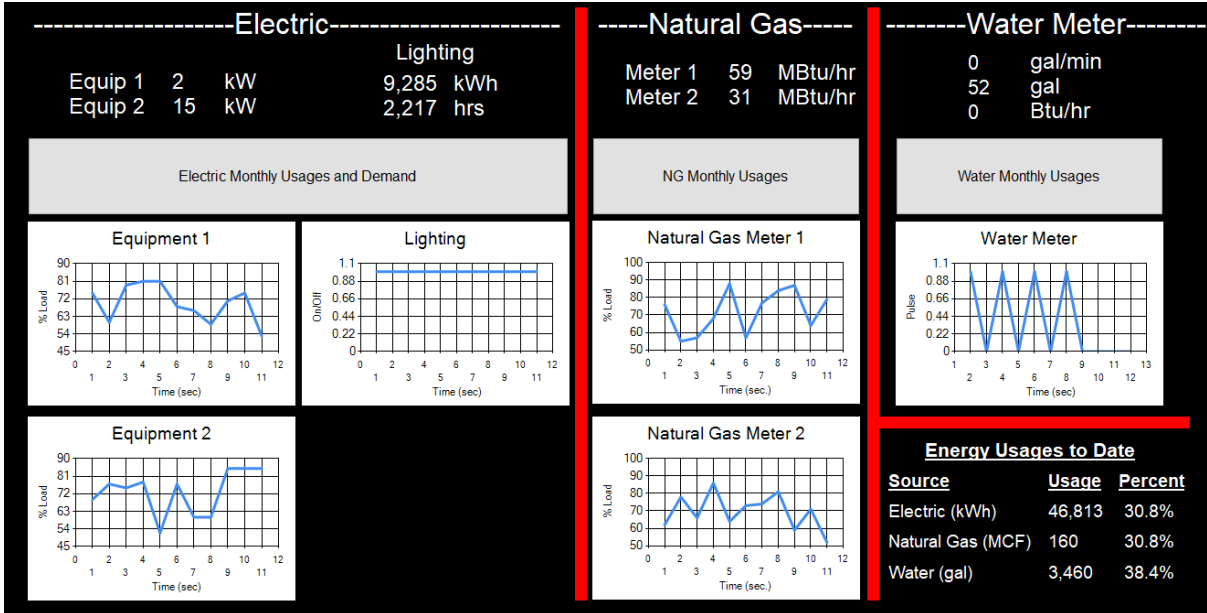 --------------------Electric-----------------------
Lighting
Equip 1 2 kW
Equip 2 15 kW
9,285 kWh
2,217 hrs
-----Natural Gas-----
Meter 1 59 MBtu/hr
Meter 2 31 MBtu/hr
--------Water Meter--------
0 gal/min
52 gal
0 Btu/hr
Electric Monthly Usages and Demand
NG Monthly Usages
Water Monthly Usages
Equipment 1
% Load
90
81
72
63
54
45
0 2 4 6 8 10 12
1 3 5 7 9 11
Time (sec)
Lighting
On/Off
1.1
0.88
0.66
0.44
0.22
0
0 2 4 6 8 10 12
1 3 5 7 9 11
Time (sec)
Natural Gas Meter 1
% Load
100
90
80
70
60
50
0 2 4 6 8 10 12
1 3 5 7 9 11
Time (sec.)
Water Meter
Pulse
1.1
0.88
0.66
0.44
0.22
0
1 3 4 5 7 9 11 13
2 4 6 8 10 12
Time (sec)
Equipment 2
% Load
90
81
72
63
54
45
0 2 4 6 8 10 12
1 3 5 7 9 11
Time (sec)
Natural Gas Meter 2
% Load
100
90
80
70
60
50
0 2 4 6 8 10 12
1 3 5 7 9 11
Time (sec.)
Energy Usages to Date
Source Usage Percent
Electric (kWh) 46,813 30.8%
Natural Gas (MCF) 160 30.8%
Water (gal) 3,460 38.4%